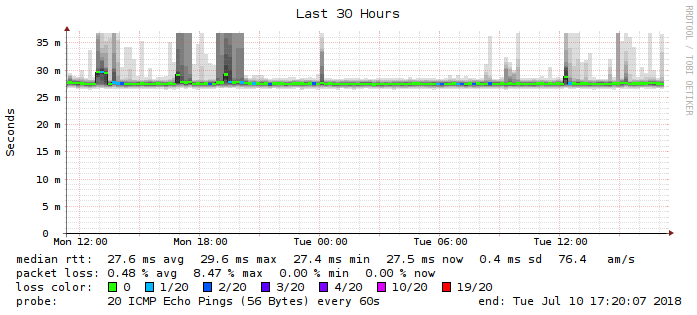 Last 30 Hours
RRDTOOL / TOBI OETIKER
Seconds
35 m
30 m
25 m
20 m
15 m
10 m
5 m
0
Mon 12:00 Mon 18:00 Tue 00:00 Tue 06:00 Tue 12:00
median rtt: 27.6 ms avg 29.6 ms max 27.4 ms min 27.5 ms now 0.4 ms sd 76.4 am/s
packet loss: 0.48 % avg 8.47 % max 0.00 % min 0.00 % now
loss color: 0 1/20 2/20 3/20 4/20 10/20 19/20
probe: 20 ICMP Echo Pings (56 Bytes) every 60s end: Tue Jul 10 17:20:07 2018